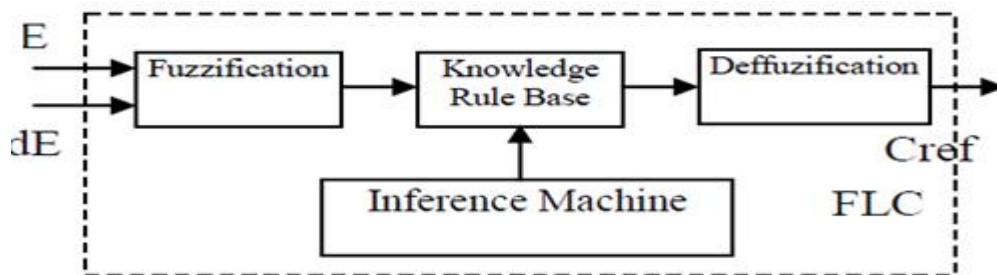 E
dE
Fuzzification
Knowledge
Rule Base
Deffuzification
Cref
Inference Machine
FLC